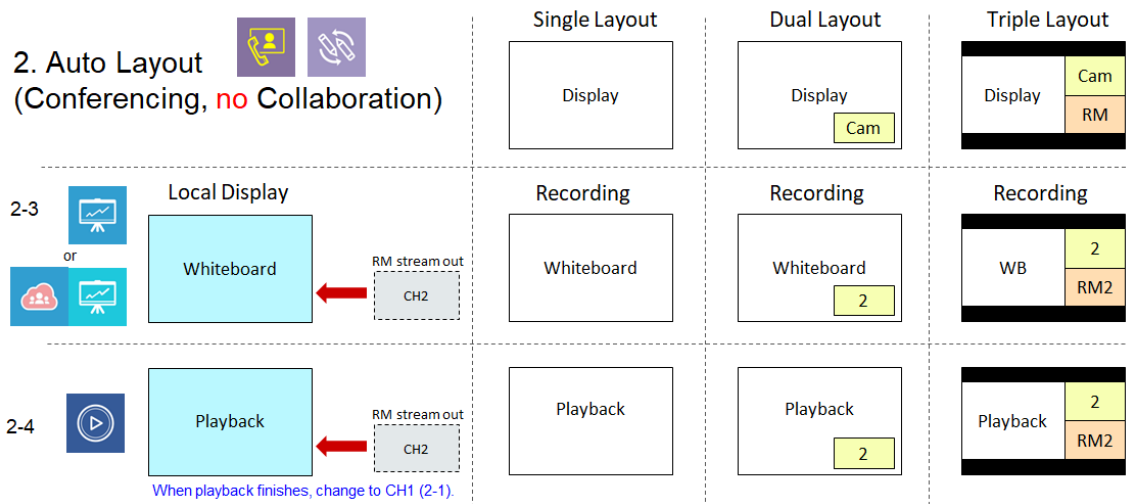 2. Auto Layout
(Conferencing, no Collaboration)
Single Layout
Dual Layout
Triple Layout
Display
Display
Cam
Display
Cam
RM
2-3
or
Local Display
Whiteboard
RM stream out
CH2
Recording
Whiteboard
Recording
Whiteboard
2
Recording
WB
2
RM2
2-4
Playback
RM stream out
CH2
When playback finishes, change to CH1 (2-1).
Playback
Playback
2
Playback
2
RM2